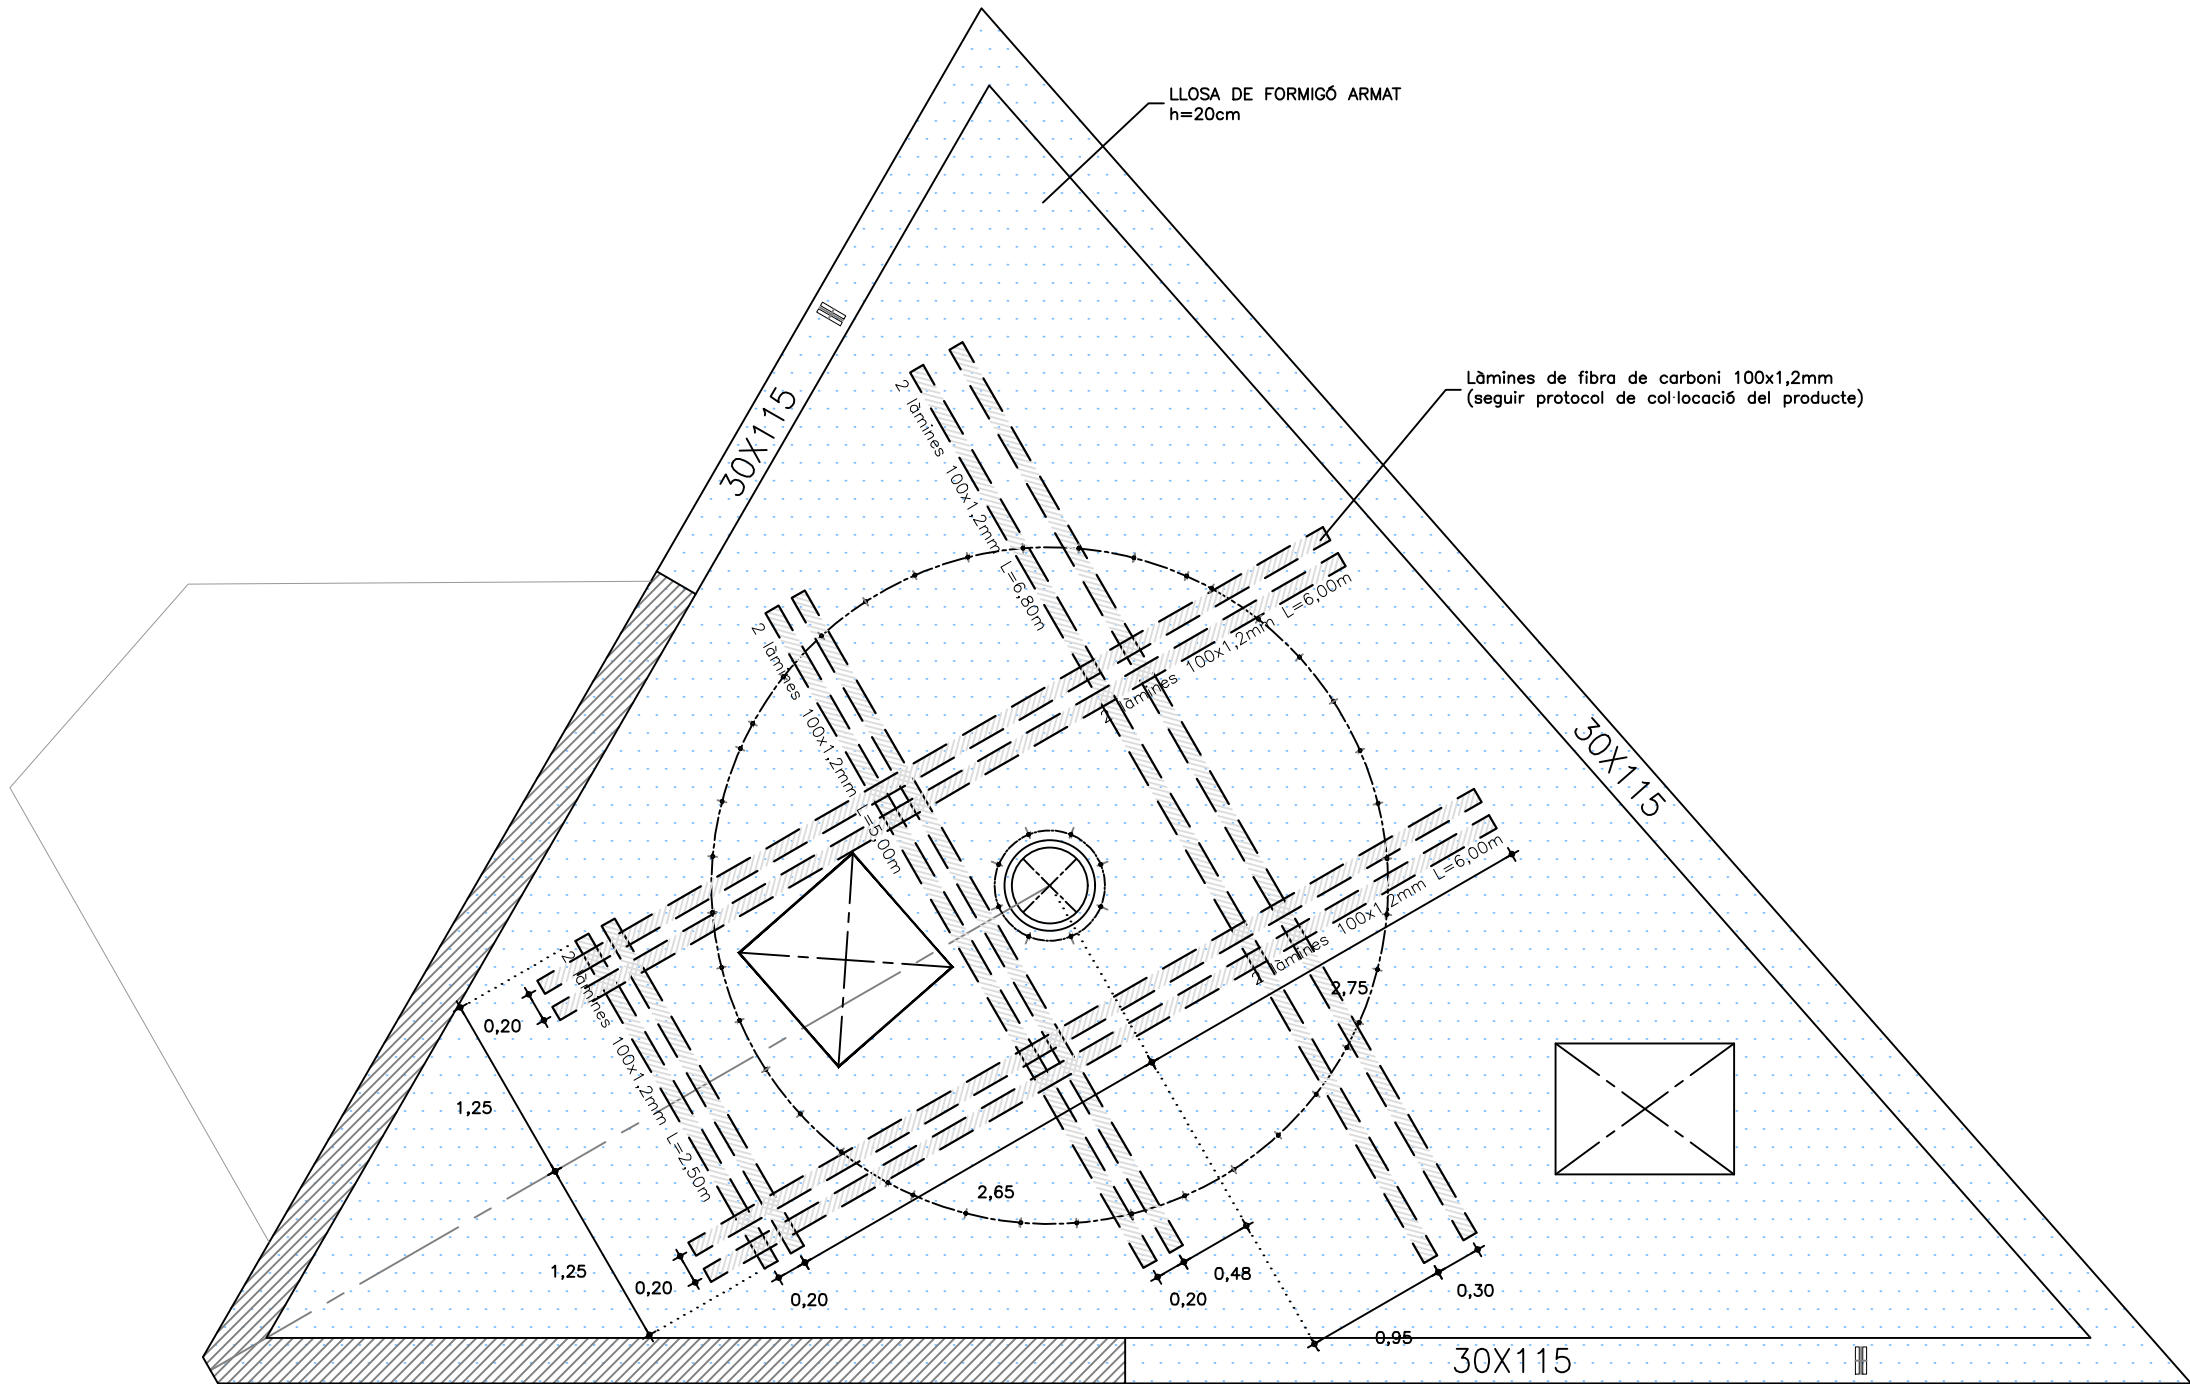 LLOSA DE FORMIGÓ ARMAT
h=20cm
Làmines de fibra de carboni 100x1,2mm
(seguir protocol de col·locació del producte)
30X115
2 làmines 100x1,2mm L=6,80m
2 làmines 100x1,2mm L=6,00m
2 làmines 100x1,2mm L=5,00m
30X115
2 làmines 100x1,2mm L=6,00m
2 làmines 100x1,2mm L=2,50m
2,75
0,20
1,25
2,65
1,25
0,20
0,20
0,48
0,20
0,30
0,95
30X115